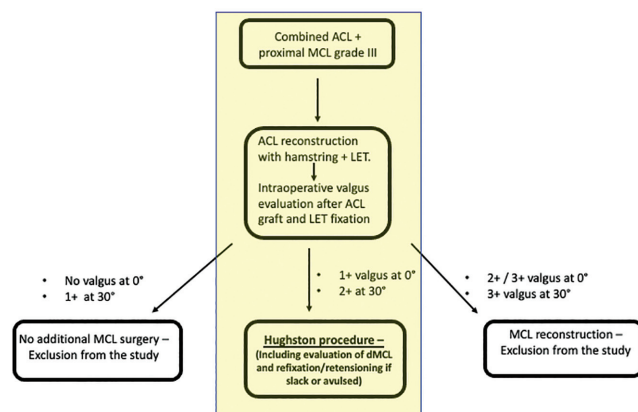 Combined ACL +
proximal MCL grade III
ACL reconstruction
with hamstring + LET.
Intraoperative valgus
evaluation after ACL
graft and LET fixation
• No valgus at 0°
• 1+ at 30°
• 1+ valgus at 0°
• 2+ at 30°
• 2+ / 3+ valgus at 0°
• 3+ valgus at 30°
No additional MCL surgery –
Exclusion from the study
Hughston procedure –
(Including evaluation of dMCL
and refixation/retensioning if
slack or avulsed)
MCL reconstruction –
Exclusion from the study